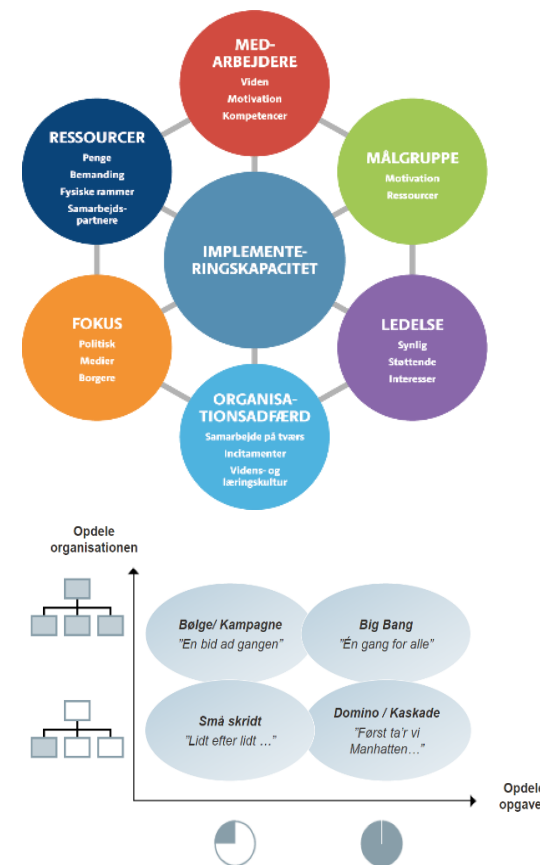 MED-
ARBEJDERE
Viden
Motivation
Kompetencer
RESSOURCER
Penge
Bemanding
Fysiske rammer
Samarbejds-
partnere
MÅLGRUPPE
Motivation
Ressourcer
IMPLEMENTE-
RINGSKAPACITET
FOKUS
Politisk
Medier
Borgere
LEDELSE
Synlig
Støttende
Interesser
ORGANISA-
TIONSADFÆRD
Samarbejde på tværs
Incitamenter
Videns- og
læringskultur
Opdele
organisationen
Bølge/ Kampagne
"En bid ad gangen"
Big Bang
"Én gang for alle"
Små skridt
"Lidt efter lidt …"
Domino / Kaskade
"Først ta'r vi
Manhatten…"
Opdele
opgave